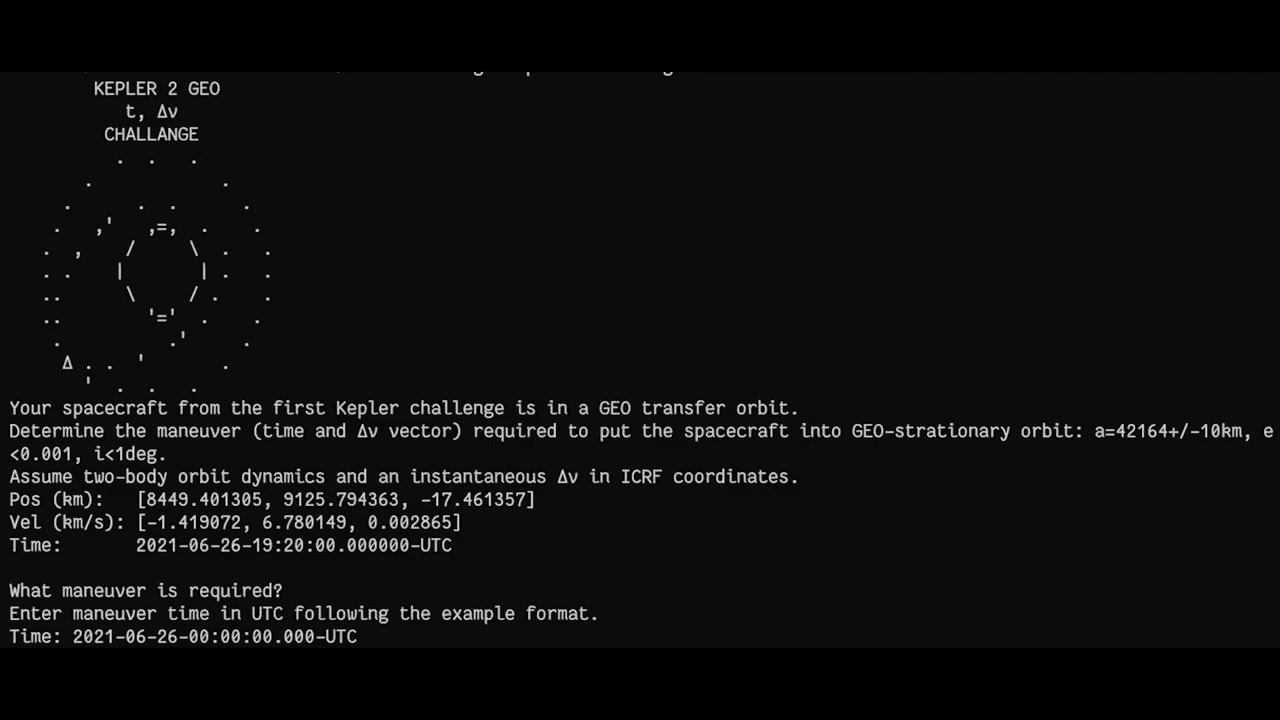 KEPLER 2 GEO
t, Δv
CHALLANGE
. . .
. .
. . . .
. ,' ,=, . .
. , / \ . .
. . | | . .
.. \ / . .
.. '=' . .
. .' .
Δ . . ' .
' . . .
Your spacecraft from the first Kepler challenge is in a GEO transfer orbit.
Determine the maneuver (time and Δv vector) required to put the spacecraft into GEO-strationary orbit: a=42164+/-10km, e
<0.001, i<1deg.
Assume two-body orbit dynamics and an instantaneous Δv in ICRF coordinates.
Pos (km):   [8449.401305, 9125.794363, -17.461357]
Vel (km/s): [-1.419072, 6.780149, 0.002865]
Time:       2021-06-26-19:20:00.000000-UTC
What maneuver is required?
Enter maneuver time in UTC following the example format.
Time: 2021-06-26-00:00:00.000-UTC